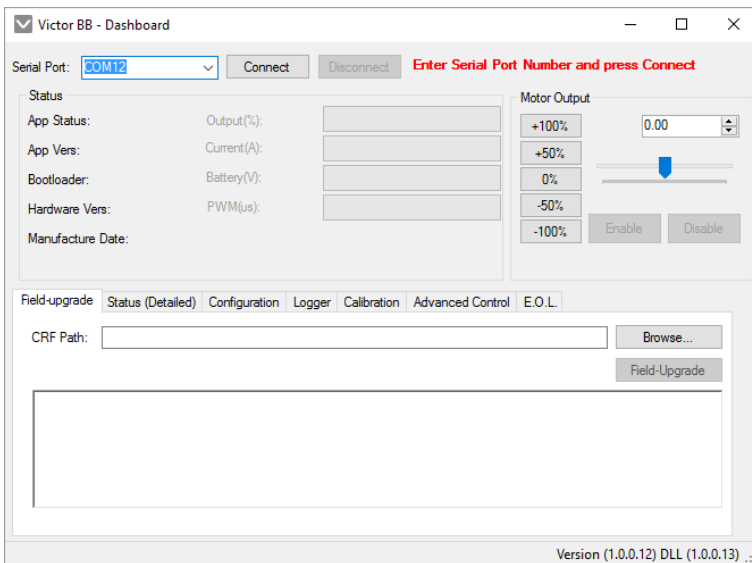 Victor BB - Dashboard
Serial Port: COM12 Connect Disconnect Enter Serial Port Number and press Connect
Status
App Status: Output(%):
App Vers: Current(A):
Bootloader: Battery(V):
Hardware Vers: PWM(us):
Manufacture Date:
Motor Output
+100% 0.00
+50%
0%
-50%
-100% Enable Disable
Field-upgrade Status (Detailed) Configuration Logger Calibration Advanced Control E.O.L.
CRF Path: Browse...
Field-Upgrade
Version (1.0.0.12) DLL (1.0.0.13)